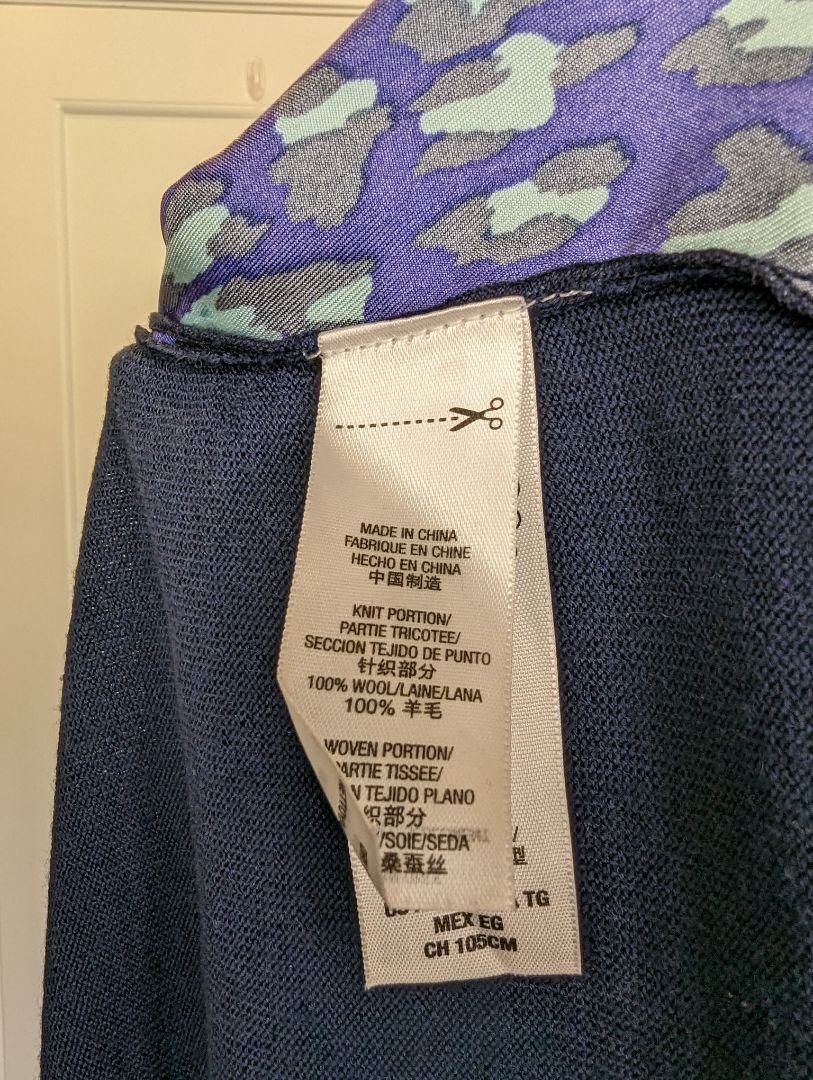 MADE IN CHINA
FABRIQUE EN CHINE
HECHO EN CHINA
中国制造
KNIT PORTION/
PARTIE TRICOTEE/
SECCION TEJIDO DE PUNTO
针织部分
100% WOOL/LAINE/LANA
100% 羊毛
WOVEN PORTION/
ARTIE TISSEE/
N TEJIDO PLANO
织部分
/SOIE/SEDA
桑蚕丝
/
型
TG
MEX EG
CH 105CM